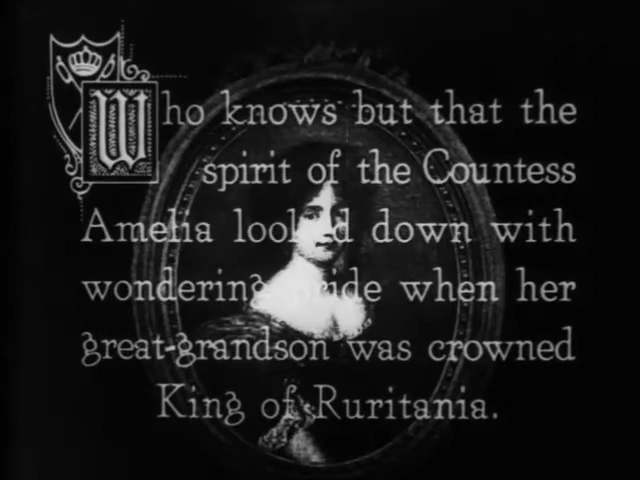 Who knows but that the
spirit of the Countess
Amelia looked down with
wondering pride when her
great-grandson was crowned
King of Ruritania.